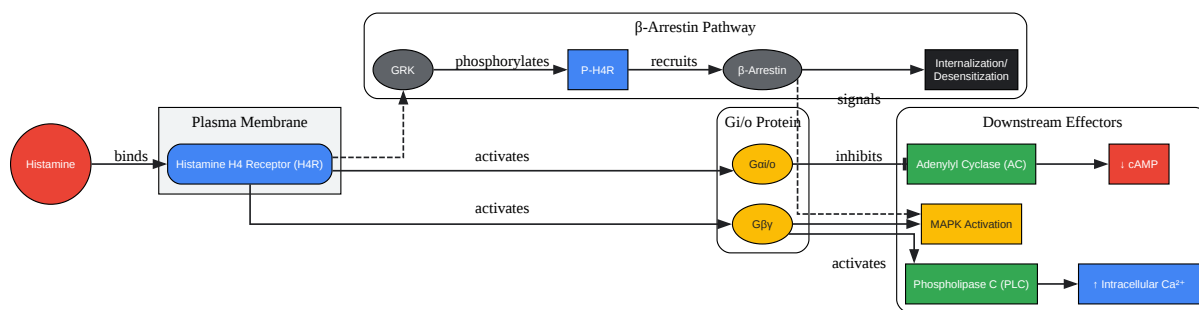 β-Arrestin Pathway
GRK
phosphorylates
P-H4R
recruits
β-Arrestin
Internalization/
Desensitization
signals
Plasma Membrane
Gi/o Protein
Downstream Effectors
Histamine
binds
Histamine H4 Receptor (H4R)
activates
Gαi/o
inhibits
Adenylyl Cyclase (AC)
↓ cAMP
activates
Gβγ
MAPK Activation
activates
Phospholipase C (PLC)
↑ Intracellular Ca²⁺